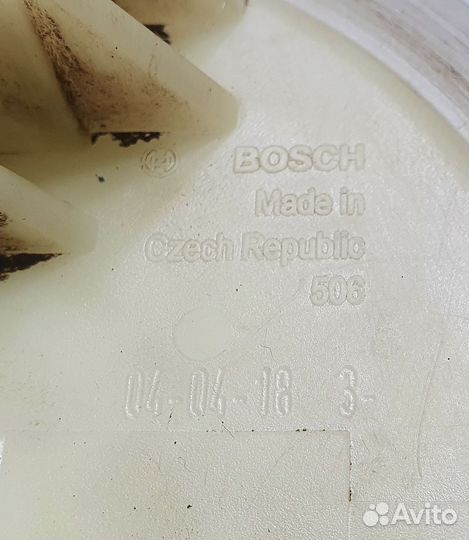 BOSCH
Made in
Czech Republic
506
04-04-18 3-
Avito